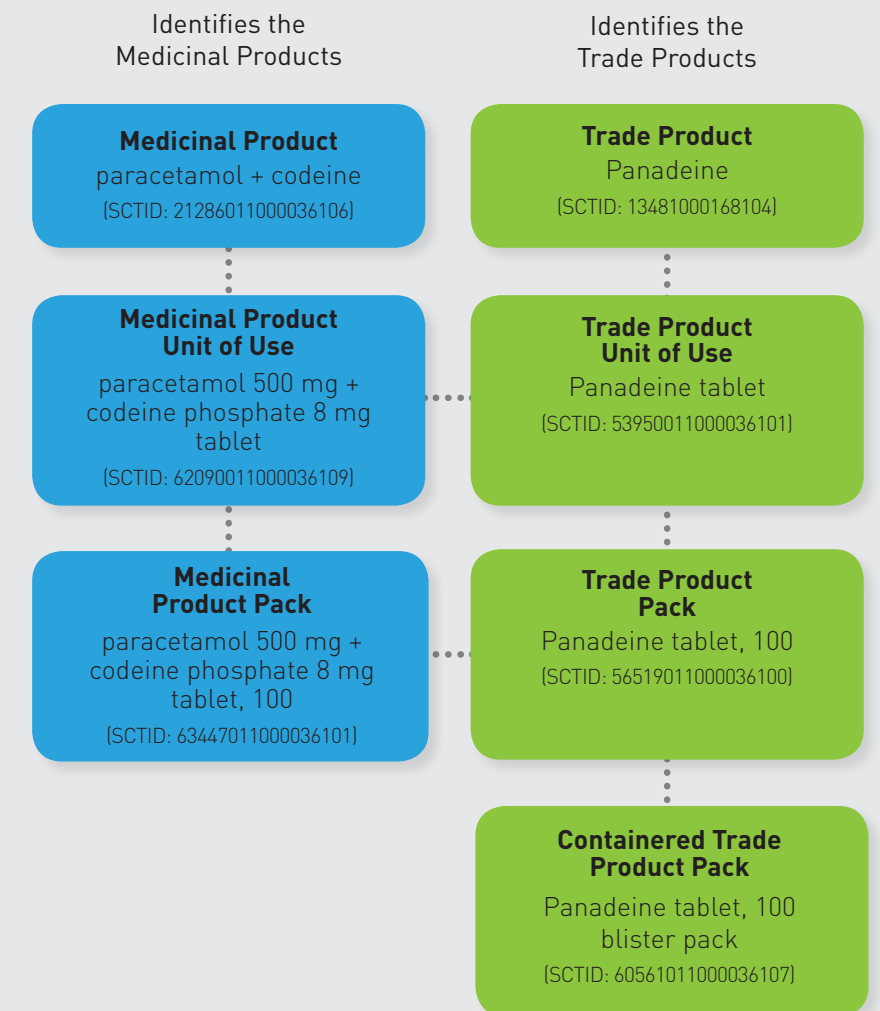 Identifies the
Medicinal Products
Identifies the
Trade Products
Medicinal Product
paracetamol + codeine
(SCTID: 21286011000036106)
Trade Product
Panadeine
(SCTID: 13481000168104)
Medicinal Product
Unit of Use
paracetamol 500 mg +
codeine phosphate 8 mg
tablet
(SCTID: 62090011000036109)
Trade Product
Unit of Use
Panadeine tablet
(SCTID: 53950011000036101)
Medicinal
Product Pack
paracetamol 500 mg +
codeine phosphate 8 mg
tablet, 100
(SCTID: 63447011000036101)
Trade Product
Pack
Panadeine tablet, 100
(SCTID: 56519011000036100)
Containered Trade
Product Pack
Panadeine tablet, 100
blister pack
(SCTID: 60561011000036107)